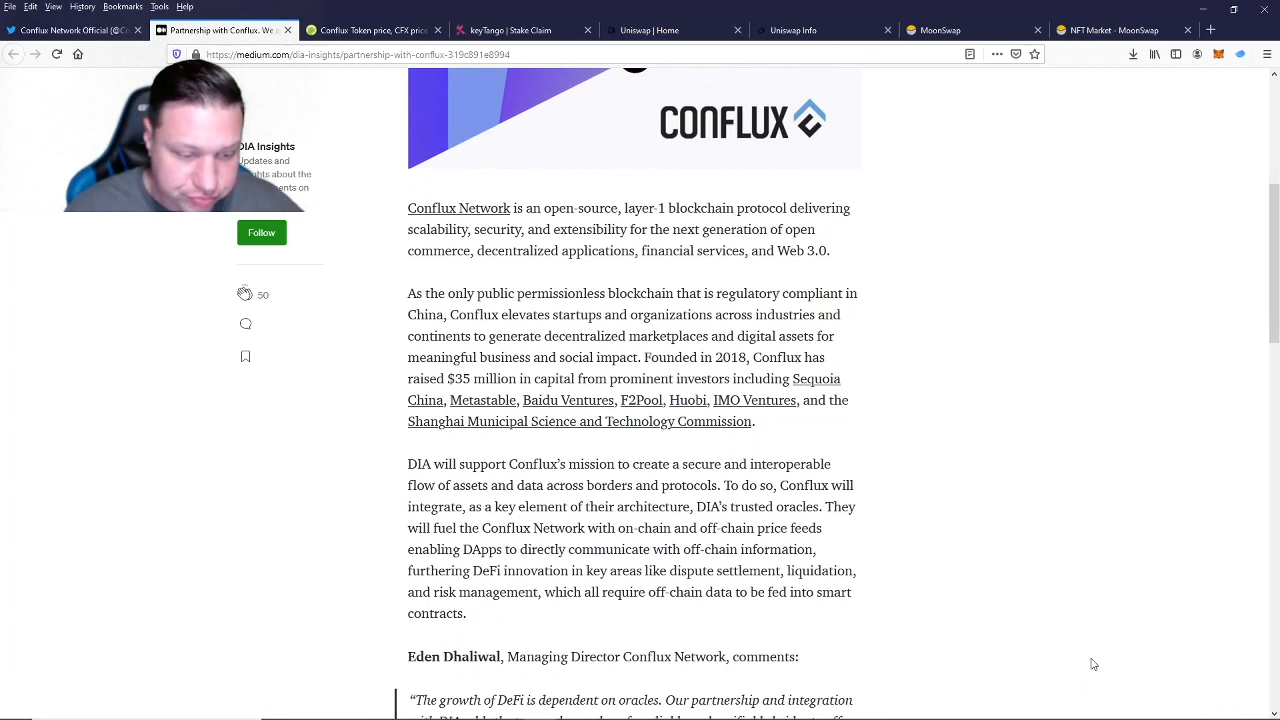 File Edit View History Bookmarks Tools Help
Conflux Network Official (@Co
Partnership with Conflux. We a
Conflux Token price, CFX price
keyTango | Stake Claim
Uniswap | Home
Uniswap Info
MoonSwap
NFT Market - MoonSwap
https://medium.com/dia-insights/partnership-with-conflux-319c891e8994
CONFLUX
DIA Insights
Updates and
about the
on
Follow
50
Conflux Network is an open-source, layer-1 blockchain protocol delivering
scalability, security, and extensibility for the next generation of open
commerce, decentralized applications, financial services, and Web 3.0.
As the only public permissionless blockchain that is regulatory compliant in
China, Conflux elevates startups and organizations across industries and
continents to generate decentralized marketplaces and digital assets for
meaningful business and social impact. Founded in 2018, Conflux has
raised $35 million in capital from prominent investors including Sequoia
China, Metastable, Baidu Ventures, F2Pool, Huobi, IMO Ventures, and the
Shanghai Municipal Science and Technology Commission.
DIA will support Conflux’s mission to create a secure and interoperable
flow of assets and data across borders and protocols. To do so, Conflux will
integrate, as a key element of their architecture, DIA’s trusted oracles. They
will fuel the Conflux Network with on-chain and off-chain price feeds
enabling DApps to directly communicate with off-chain information,
furthering DeFi innovation in key areas like dispute settlement, liquidation,
and risk management, which all require off-chain data to be fed into smart
contracts.
Eden Dhaliwal, Managing Director Conflux Network, comments:
“The growth of DeFi is dependent on oracles. Our partnership and integration